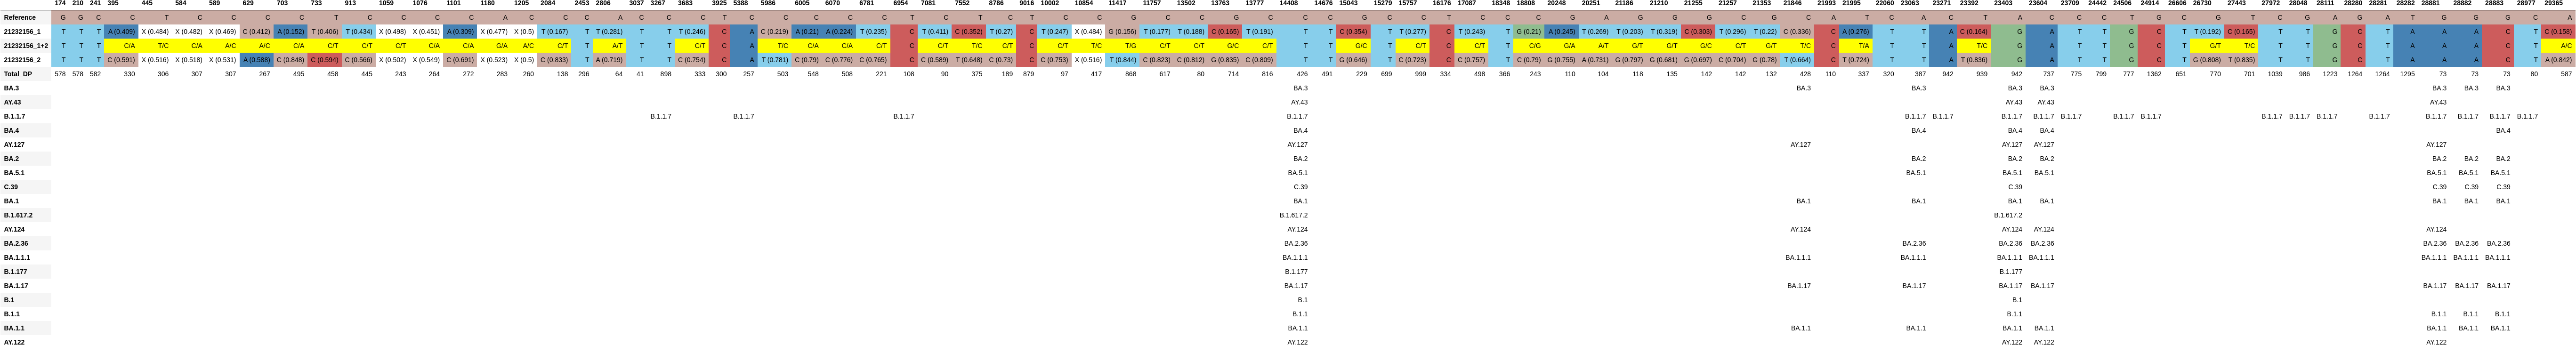 174 210 241 395 445 584 589 629 703 733 913 1059 1076 1101 1180 1205 2084 2453 2806 3037 3267 3683 3925 5388 5986 6005 6070 6781 6954 7081 7552 8786 9016 10002 10854 11417 11757 13502 13763 13777 14408 14676 15043 15279 15757 16176 17087 18348 18808 20248 20251 21186 21210 21255 21257 21353 21846 21993 21995 22060 23063 23271 23392 23403 23604 23709 24442 24506 24914 26606 26730 27443 27972 28048 28111 28280 28281 28282 28881 28882 28883 28977 29365
Reference G G C C T C C C C T C C C C A C C C A C C C T C C C C C T C T C T C C G C C G C C C C C C T C C C G A G G G C G C A T C A C T A C C C T G C G T C G A G A T G G G C A
21232156_1 T T T A (0.409) X (0.484) X (0.482) X (0.469) C (0.412) A (0.152) T (0.406) T (0.434) X (0.498) X (0.451) A (0.309) X (0.477) X (0.5) T (0.167) T T (0.281) T T T (0.246) C A C (0.219) A (0.21) A (0.224) T (0.235) C T (0.411) C (0.352) T (0.27) C T (0.247) X (0.484) G (0.156) T (0.177) T (0.188) C (0.165) T (0.191) T T C (0.354) T T (0.277) C T (0.243) T G (0.21) A (0.245) T (0.269) T (0.203) T (0.319) C (0.303) T (0.296) T (0.22) C (0.336) C A (0.276) T T A C (0.164) G A T T G C T T (0.192) C (0.165) T T G C T A A A C T C (0.158)
21232156_1+2 T T T C/A T/C C/A A/C A/C C/A C/T C/T C/T C/A C/A G/A A/C C/T T A/T T T C/T C A T/C C/A C/A C/T C C/T T/C C/T C C/T T/C T/G C/T C/T G/C C/T T T G/C T C/T C C/T T C/G G/A A/T G/T G/T G/C C/T G/T T/C C T/A T T A T/C G A T T G C T G/T T/C T T G C T A A A C T A/C
21232156_2 T T T C (0.591) X (0.516) X (0.518) X (0.531) A (0.588) C (0.848) C (0.594) C (0.566) X (0.502) X (0.549) C (0.691) X (0.523) X (0.5) C (0.833) T A (0.719) T T C (0.754) C A T (0.781) C (0.79) C (0.776) C (0.765) C C (0.589) T (0.648) C (0.73) C C (0.753) X (0.516) T (0.844) C (0.823) C (0.812) G (0.835) C (0.809) T T G (0.646) T C (0.723) C C (0.757) T C (0.79) G (0.755) A (0.731) G (0.797) G (0.681) G (0.697) C (0.704) G (0.78) T (0.664) C T (0.724) T T A T (0.836) G A T T G C T G (0.808) T (0.835) T T G C T A A A C T A (0.842)
Total_DP 578 578 582 330 306 307 307 267 495 458 445 243 264 272 283 260 138 296 64 41 898 333 300 257 503 548 508 221 108 90 375 189 879 97 417 868 617 80 714 816 426 491 229 699 999 334 498 366 243 110 104 118 135 142 142 132 428 110 337 320 387 942 939 942 737 775 799 777 1362 651 770 701 1039 986 1223 1264 1264 1295 73 73 73 80 587
BA.3 BA.3 BA.3 BA.3 BA.3 BA.3 BA.3 BA.3 BA.3
AY.43 AY.43 AY.43 AY.43 AY.43
B.1.1.7 B.1.1.7 B.1.1.7 B.1.1.7 B.1.1.7 B.1.1.7 B.1.1.7 B.1.1.7 B.1.1.7 B.1.1.7 B.1.1.7 B.1.1.7 B.1.1.7 B.1.1.7 B.1.1.7 B.1.1.7 B.1.1.7 B.1.1.7 B.1.1.7 B.1.1.7
BA.4 BA.4 BA.4 BA.4 BA.4 BA.4
AY.127 AY.127 AY.127 AY.127 AY.127 AY.127
BA.2 BA.2 BA.2 BA.2 BA.2 BA.2 BA.2 BA.2
BA.5.1 BA.5.1 BA.5.1 BA.5.1 BA.5.1 BA.5.1 BA.5.1 BA.5.1
C.39 C.39 C.39 C.39 C.39 C.39
BA.1 BA.1 BA.1 BA.1 BA.1 BA.1 BA.1 BA.1 BA.1
B.1.617.2 B.1.617.2 B.1.617.2
AY.124 AY.124 AY.124 AY.124 AY.124 AY.124
BA.2.36 BA.2.36 BA.2.36 BA.2.36 BA.2.36 BA.2.36 BA.2.36 BA.2.36
BA.1.1.1 BA.1.1.1 BA.1.1.1 BA.1.1.1 BA.1.1.1 BA.1.1.1 BA.1.1.1 BA.1.1.1 BA.1.1.1
B.1.177 B.1.177 B.1.177
BA.1.17 BA.1.17 BA.1.17 BA.1.17 BA.1.17 BA.1.17 BA.1.17 BA.1.17 BA.1.17
B.1 B.1 B.1
B.1.1 B.1.1 B.1.1 B.1.1 B.1.1 B.1.1
BA.1.1 BA.1.1 BA.1.1 BA.1.1 BA.1.1 BA.1.1 BA.1.1 BA.1.1 BA.1.1
AY.122 AY.122 AY.122 AY.122 AY.122